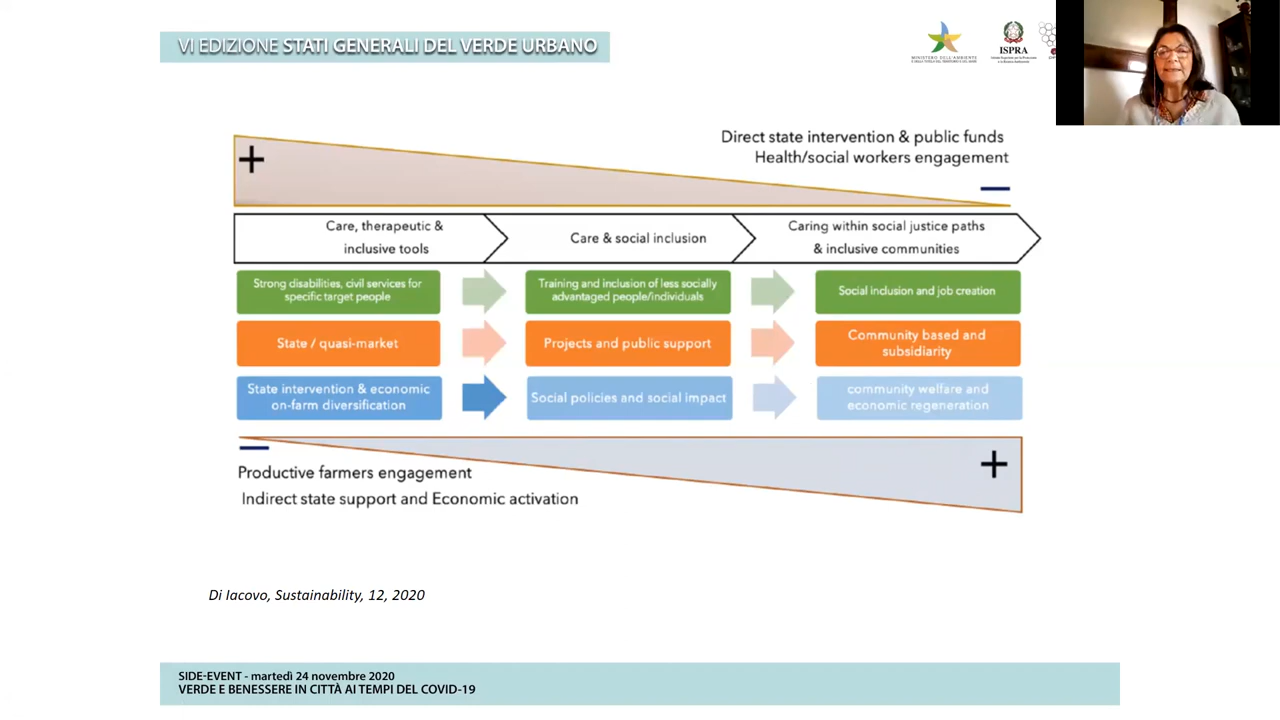 VI EDIZIONE STATI GENERALI DEL VERDE URBANO
MINISTERO DELL'AMBIENTE
ISPRA
Direct state intervention & public funds
Health/social workers engagement
+
—
Care, therapeutic &
inclusive tools
Care & social inclusion
Caring within social justice paths
& inclusive communities
Strong disabilities, civil services for
specific target people
Training and inclusion of less socially
advantaged people/individuals
Social inclusion and job creation
State / quasi-market
Projects and public support
Community based and
subsidiarity
State intervention & economic
on-farm diversification
Social policies and social impact
community welfare and
economic regeneration
—
+
Productive farmers engagement
Indirect state support and Economic activation
Di Iacovo, Sustainability, 12, 2020
SIDE-EVENT - martedì 24 novembre 2020
VERDE E BENESSERE IN CITTÀ AI TEMPI DEL COVID-19